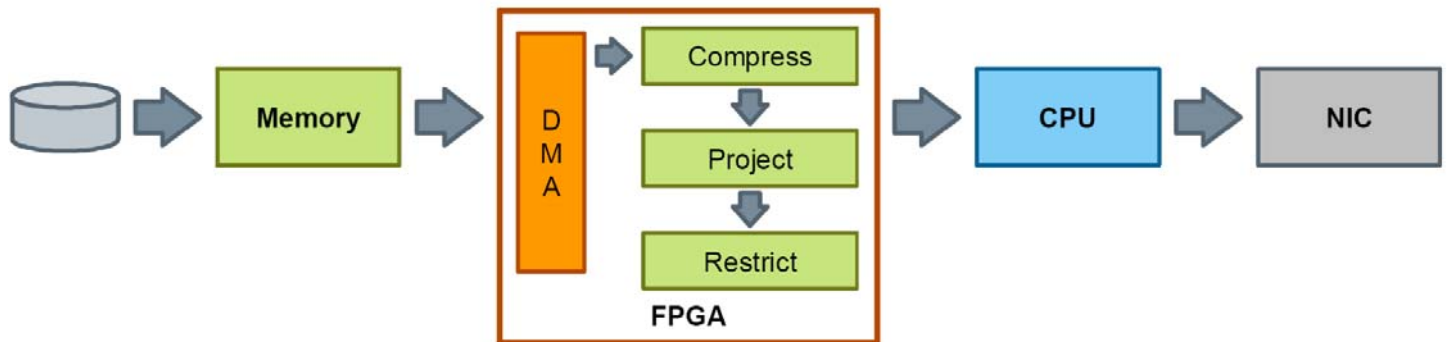 Memory
D
M
A
Compress
Project
Restrict
FPGA
CPU
NIC